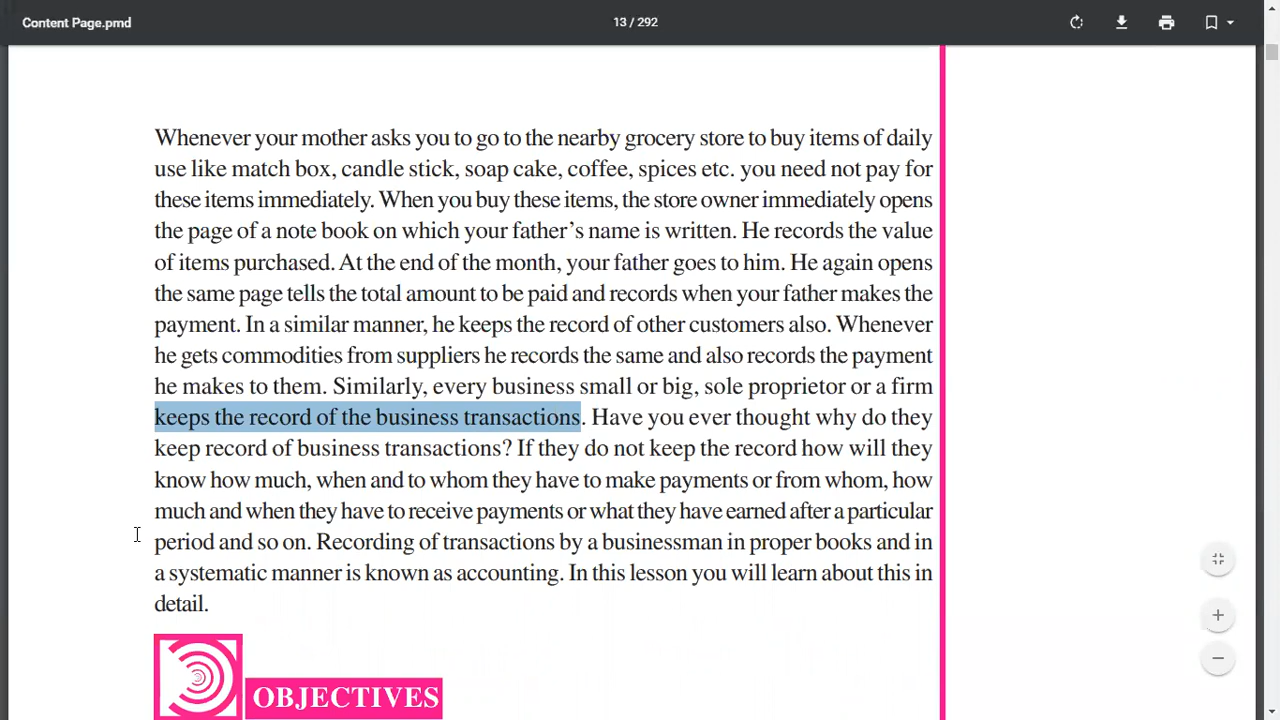 Content Page.pmd
13 / 292
Whenever your mother asks you to go to the nearby grocery store to buy items of daily
use like match box, candle stick, soap cake, coffee, spices etc. you need not pay for
these items immediately. When you buy these items, the store owner immediately opens
the page of a note book on which your father’s name is written. He records the value
of items purchased. At the end of the month, your father goes to him. He again opens
the same page tells the total amount to be paid and records when your father makes the
payment. In a similar manner, he keeps the record of other customers also. Whenever
he gets commodities from suppliers he records the same and also records the payment
he makes to them. Similarly, every business small or big, sole proprietor or a firm
keeps the record of the business transactions. Have you ever thought why do they
keep record of business transactions? If they do not keep the record how will they
know how much, when and to whom they have to make payments or from whom, how
much and when they have to receive payments or what they have earned after a particular
period and so on. Recording of transactions by a businessman in proper books and in
a systematic manner is known as accounting. In this lesson you will learn about this in
detail.
OBJECTIVES